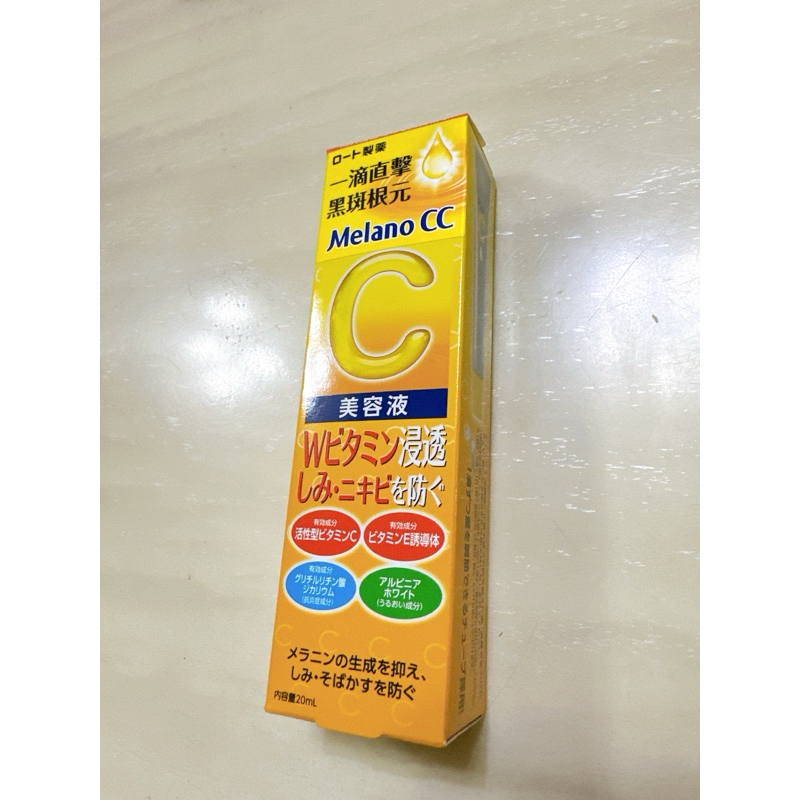 ロート製薬
一滴直擊
黑斑根元
Melano CC
C
美容液
Wビタミン浸透
しみ・ニキビを防ぐ
有効成分
活性型ビタミンC
有効成分
ビタミンE誘導体
有効成分
グリチルリチン酸
ジカリウム
(抗炎症成分)
アルピニア
ホワイト
(うるおい成分)
メラニンの生成を抑え、
しみ・そばかすを防ぐ
内容量20mL